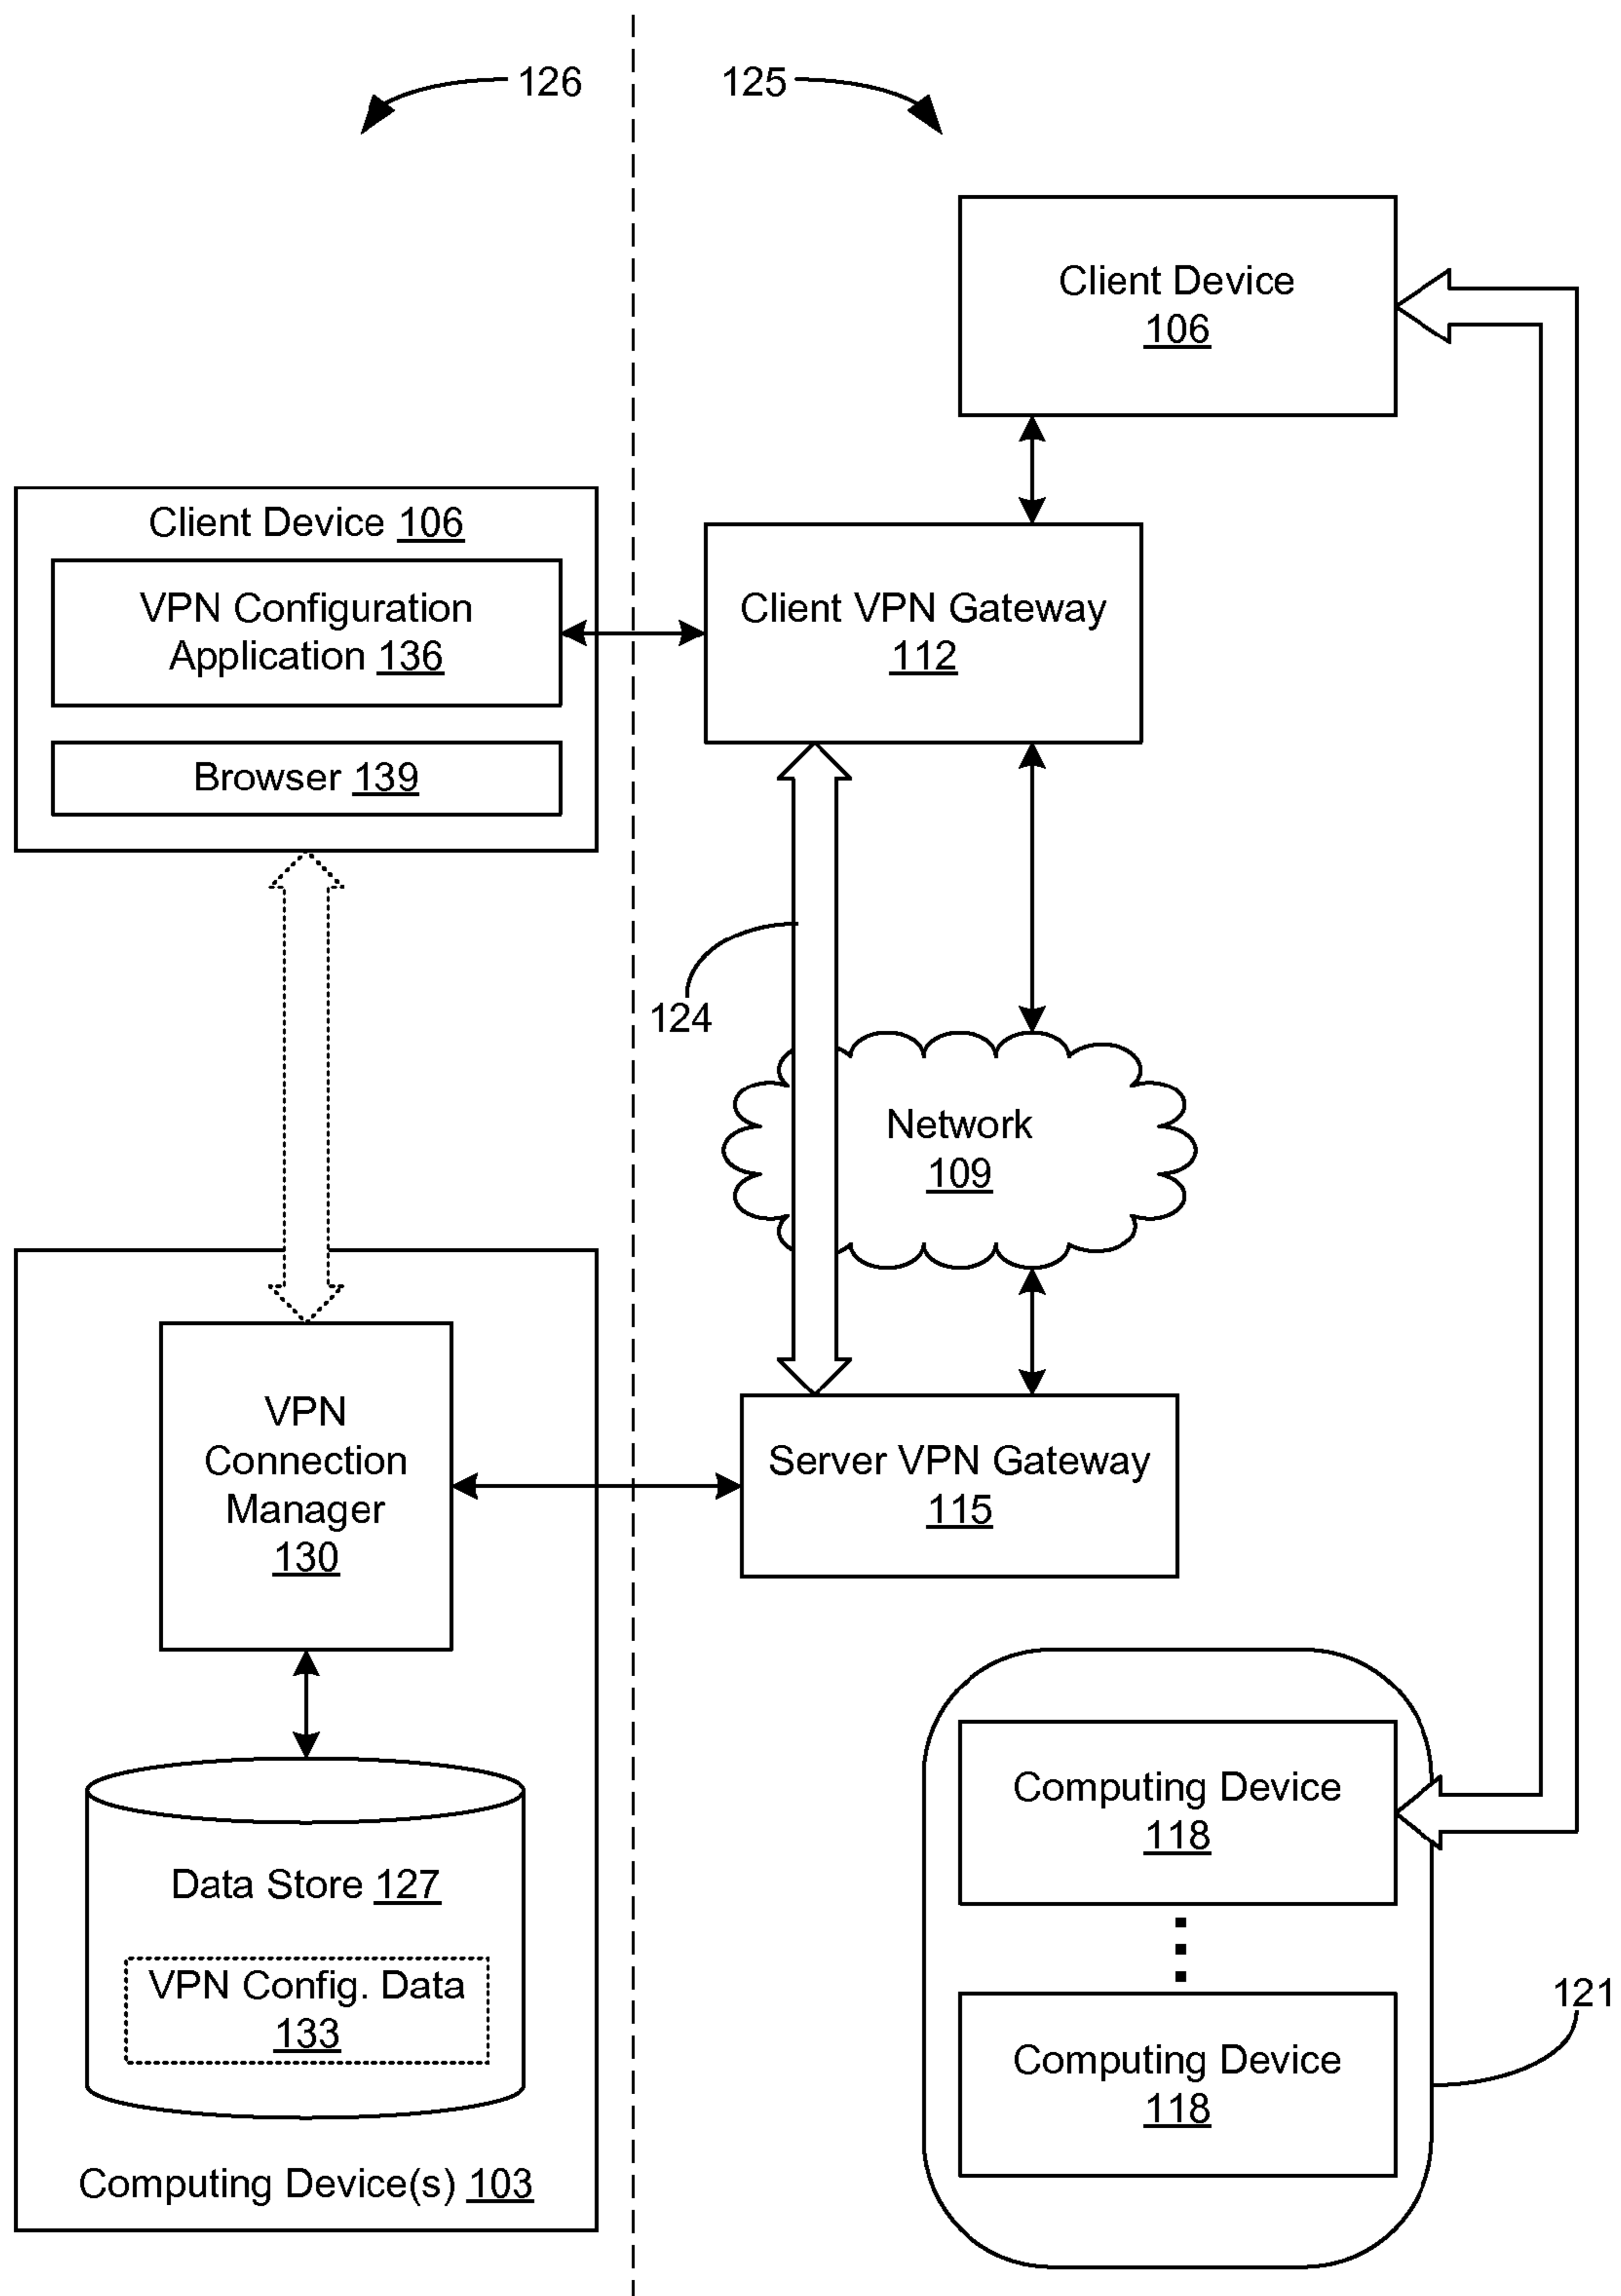 126
125
Client Device
106
Client Device 106
VPN Configuration
Application 136
Browser 139
Client VPN Gateway
112
124
Network
109
VPN
Connection
Manager
130
Server VPN Gateway
115
Data Store 127
VPN Config. Data
133
Computing Device(s) 103
Computing Device
118
Computing Device
118
121